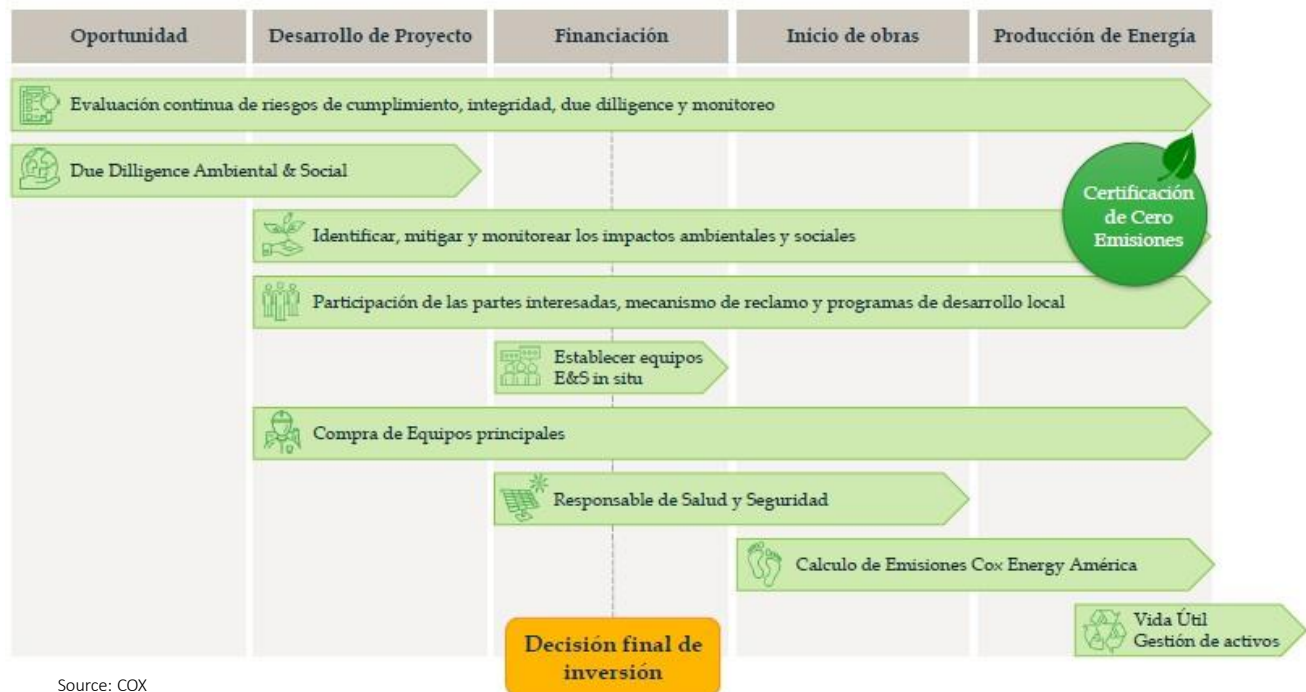 Oportunidad
Desarrollo de Proyecto
Financiación
Inicio de obras
Producción de Energía
Evaluación continua de riesgos de cumplimiento, integridad, due dilligence y monitoreo
Due Dilligence Ambiental & Social
Certificación
de Cero
Emisiones
Identificar, mitigar y monitorear los impactos ambientales y sociales
Participación de las partes interesadas, mecanismo de reclamo y programas de desarrollo local
Establecer equipos
E&S in situ
Compra de Equipos principales
Responsable de Salud y Seguridad
Calculo de Emisiones Cox Energy América
Vida Útil
Gestión de activos
Decisión final de
inversión
Source: COX